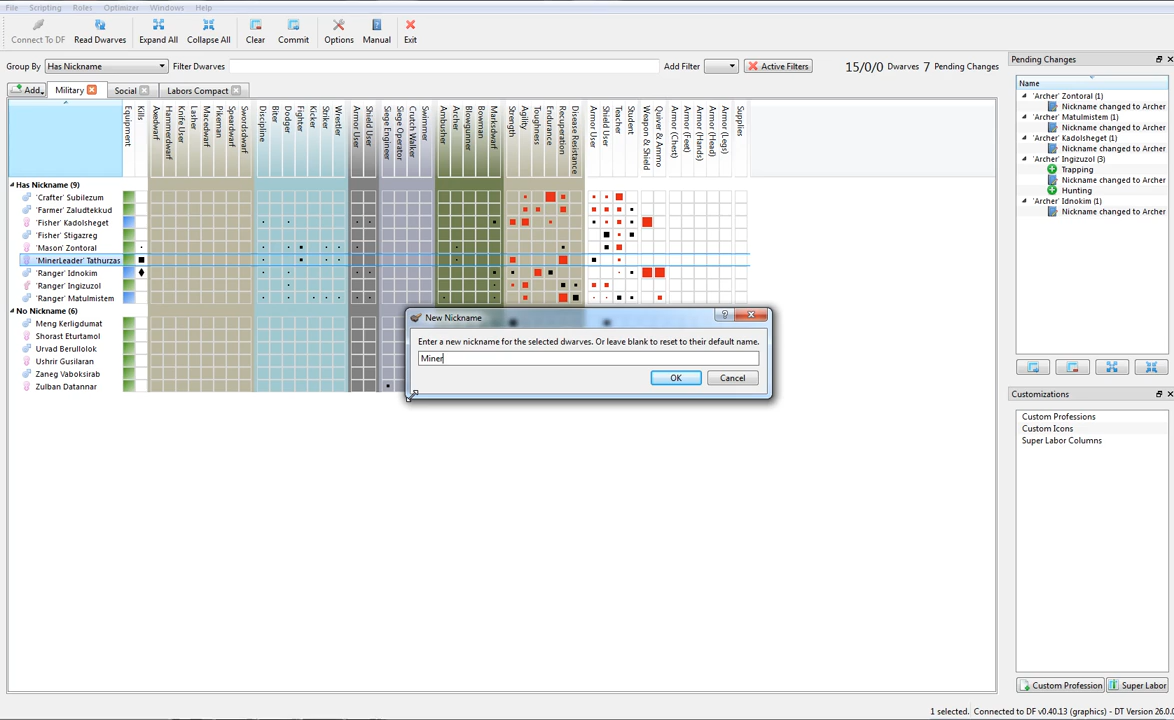 File Scripting Roles Optimizer Windows Help
Connect To DF Read Dwarves Expand All Collapse All Clear Commit Options Manual Exit
Group By Has Nickname Filter Dwarves Add Filter Active Filters 15/0/0 Dwarves 7 Pending Changes
Add... Military Social Labors Compact
Equipment
Kills
Axedwarf
Hammerdwarf
Knife User
Lasher
Macedwarf
Pikeman
Speardwarf
Swordsdwarf
Discipline
Biter
Dodger
Fighter
Kicker
Striker
Wrestler
Armor User
Shield User
Siege Engineer
Siege Operator
Crutch Walker
Swimmer
Ambusher
Archer
Blowgunner
Bowman
Marksdwarf
Strength
Agility
Toughness
Endurance
Recuperation
Disease Resistance
Armor User
Shield User
Teacher
Student
Weapon & Shield
Quiver & Ammo
Armor (Chest)
Armor (Feet)
Armor (Hands)
Armor (Head)
Armor (Legs)
Supplies
Has Nickname (9)
'Crafter' Subilezum
'Farmer' Zaludtekkud
'Fisher' Kadolsheget
'Fisher' Stigazreg
'Mason' Zontoral
'MinerLeader' Tathurzas
'Ranger' Idnokim
'Ranger' Ingizuzol
'Ranger' Matulmistem
No Nickname (6)
Meng Kerligdumat
Shorast Eturtamol
Urvad Berullolok
Ushrir Gusilaran
Zaneg Vaboksirab
Zulban Datannar
New Nickname
Enter a new nickname for the selected dwarves. Or leave blank to reset to their default name.
Miner
OK Cancel
Pending Changes
Name
'Archer' Zontoral (1)
Nickname changed to Archer
'Archer' Matulmistem (1)
Nickname changed to Archer
'Archer' Kadolsheget (1)
Nickname changed to Archer
'Archer' Ingizuzol (3)
Trapping
Nickname changed to Archer
Hunting
'Archer' Idnokim (1)
Nickname changed to Archer
Customizations
Custom Professions
Custom Icons
Super Labor Columns
Custom Profession Super Labor
1 selected. Connected to DF v0.40.13 (graphics) - DT Version 26.0.